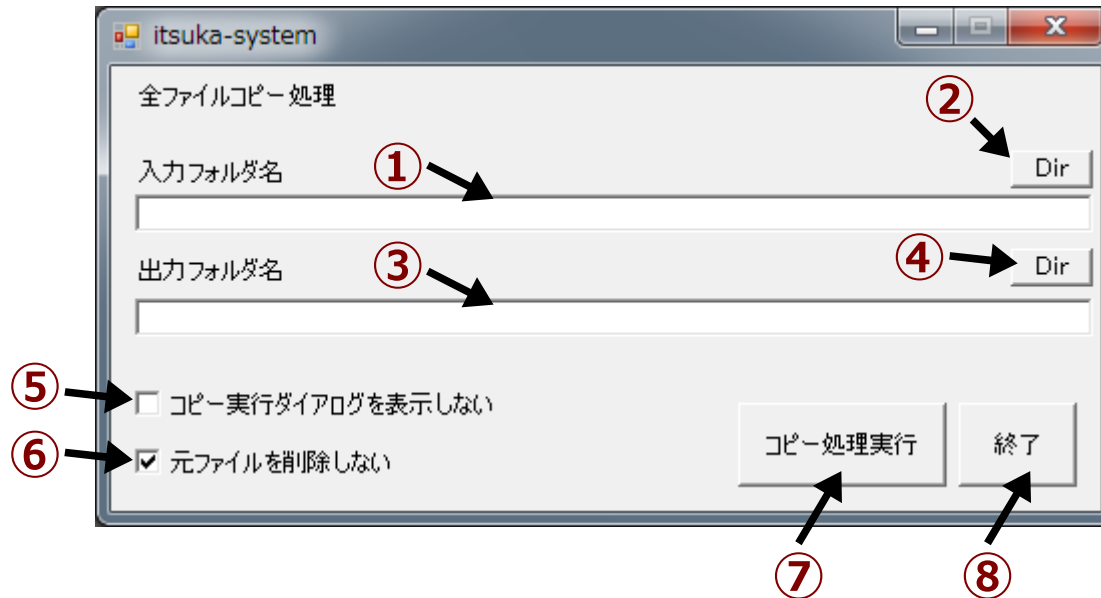 itsuka-system
全ファイルコピー処理
②
入力フォルダ名 ① Dir
出力フォルダ名 ③ ④ Dir
⑤ コピー実行ダイアログを表示しない
⑥ 元ファイルを削除しない
コピー処理実行 終了
⑦ ⑧